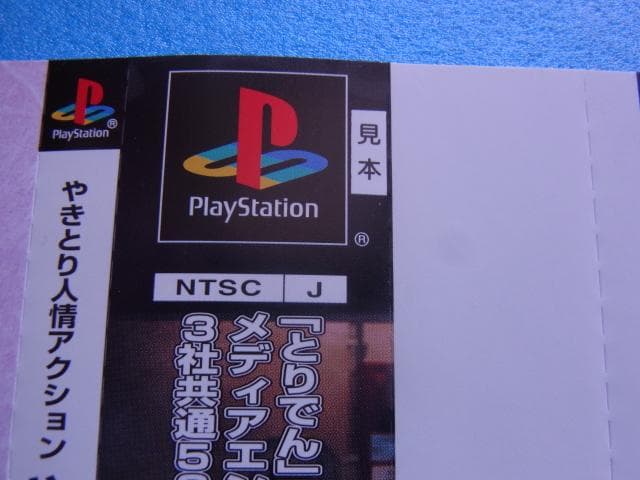 PlayStation
®
やきとり人情アクション
PlayStation
®
見本
NTSC J
「とりでん」
メディアエン
3社共通5